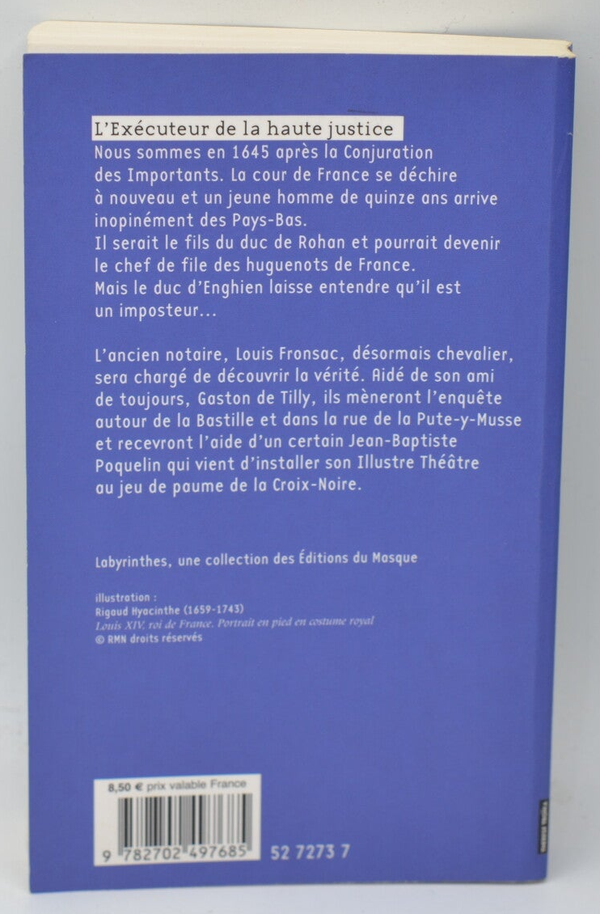 L'Exécuteur de la haute justice
Nous sommes en 1645 après la Conjuration
des Importants. La cour de France se déchire
à nouveau et un jeune homme de quinze ans arrive
inopinément des Pays-Bas.
Il serait le fils du duc de Rohan et pourrait devenir
le chef de file des huguenots de France.
Mais le duc d'Enghien laisse entendre qu'il est
un imposteur...
L'ancien notaire, Louis Fronsac, désormais chevalier,
sera chargé de découvrir la vérité. Aidé de son ami
de toujours, Gaston de Tilly, ils mèneront l'enquête
autour de la Bastille et dans la rue de la Pute-y-Musse
et recevront l'aide d'un certain Jean-Baptiste
Poquelin qui vient d'installer son Illustre Théâtre
au jeu de paume de la Croix-Noire.
Labyrinthes, une collection des Éditions du Masque
illustration :
Rigaud Hyacinthe (1659-1743)
Louis XIV, roi de France. Portrait en pied en costume royal
© RMN droits réservés
8,50 € prix valable France
9 782702 497685
52 7273 7